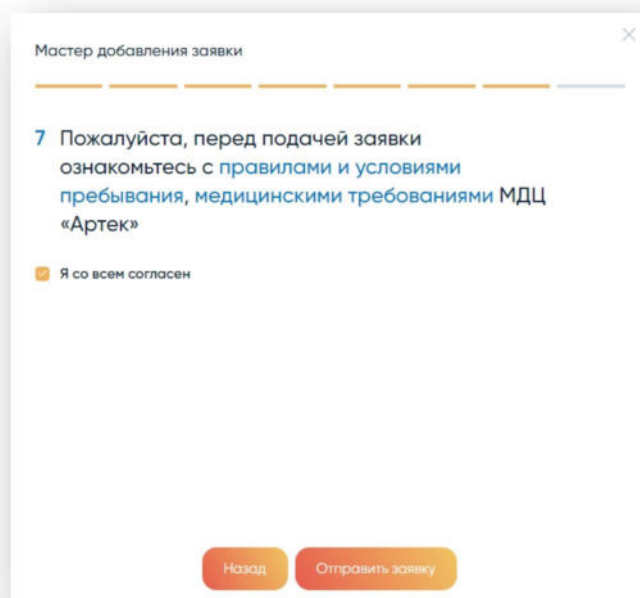 Мастер добавления заявки
7 Пожалуйста, перед подачей заявки
ознакомьтесь с правилами и условиями
пребывания, медицинскими требованиями МДЦ
«Артек»
Я со всем согласен
Назад Отправить заявку